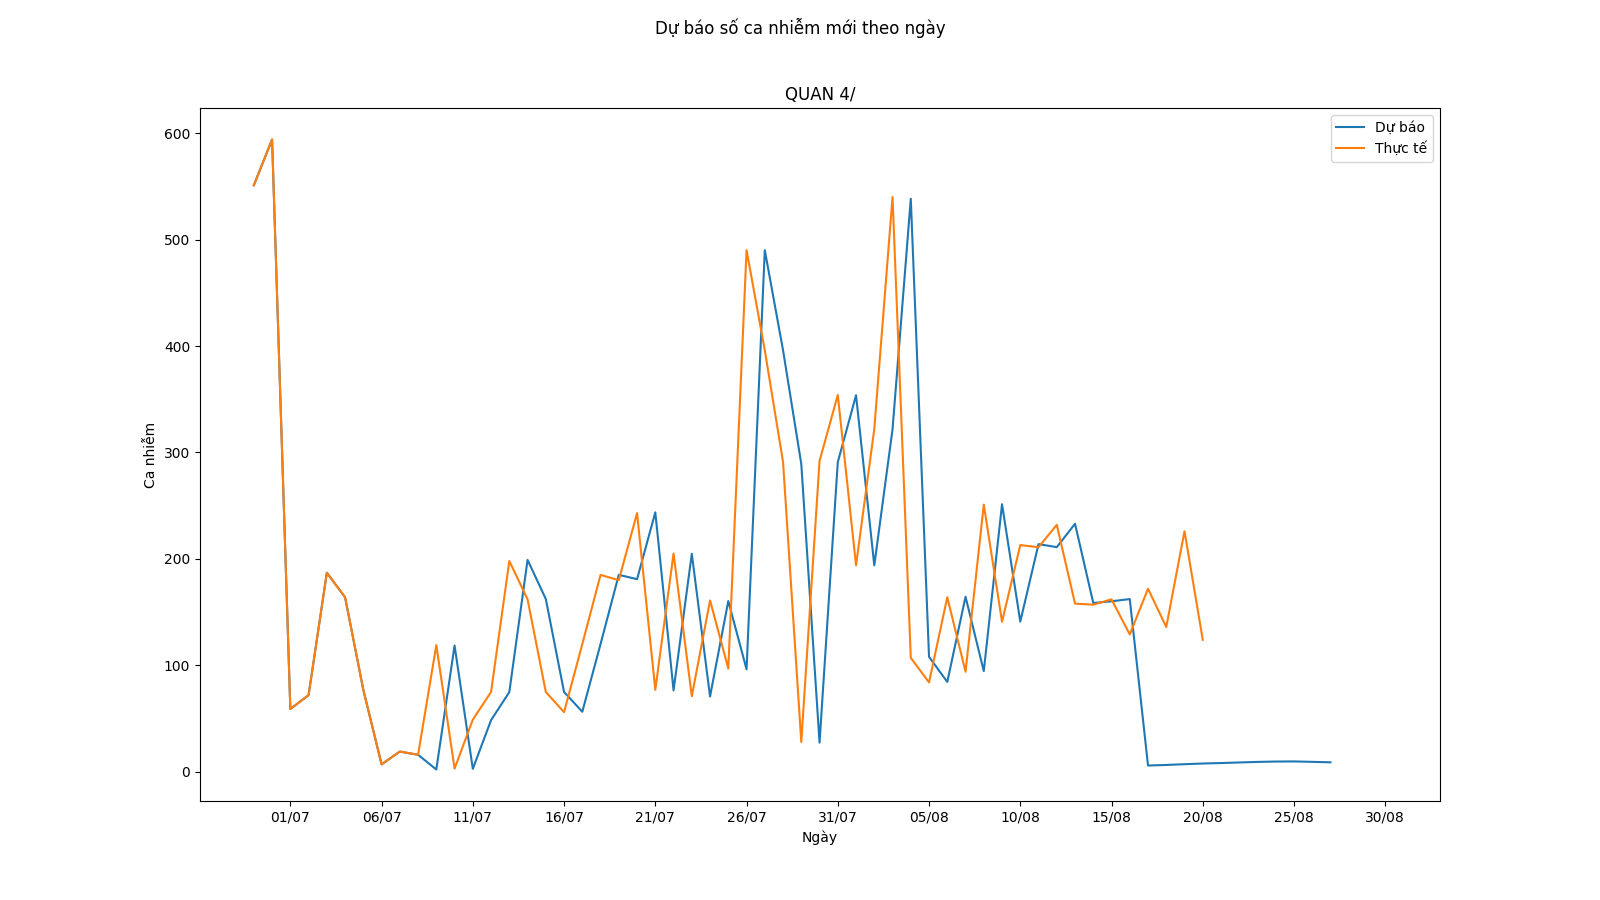 Dự báo số ca nhiễm mới theo ngày
QUAN 4/
Dự báo
Thực tế
600
500
400
300
200
100
0
Ca nhiễm
01/07 06/07 11/07 16/07 21/07 26/07 31/07 05/08 10/08 15/08 20/08 25/08 30/08
Ngày